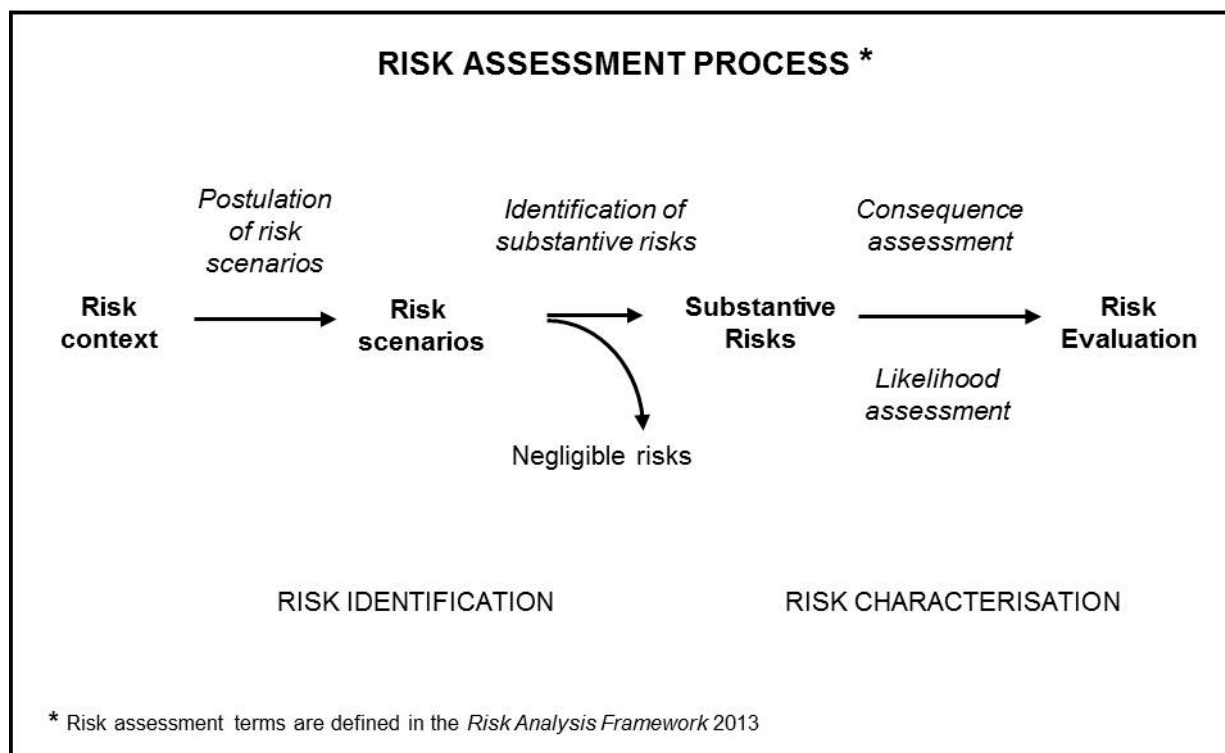 RISK ASSESSMENT PROCESS *
Postulation
of risk
scenarios
Identification of
substantive risks
Consequence
assessment
Risk
context
Risk
scenarios
Substantive
Risks
Risk
Evaluation
Likelihood
assessment
Negligible risks
RISK IDENTIFICATION
RISK CHARACTERISATION
* Risk assessment terms are defined in the Risk Analysis Framework 2013